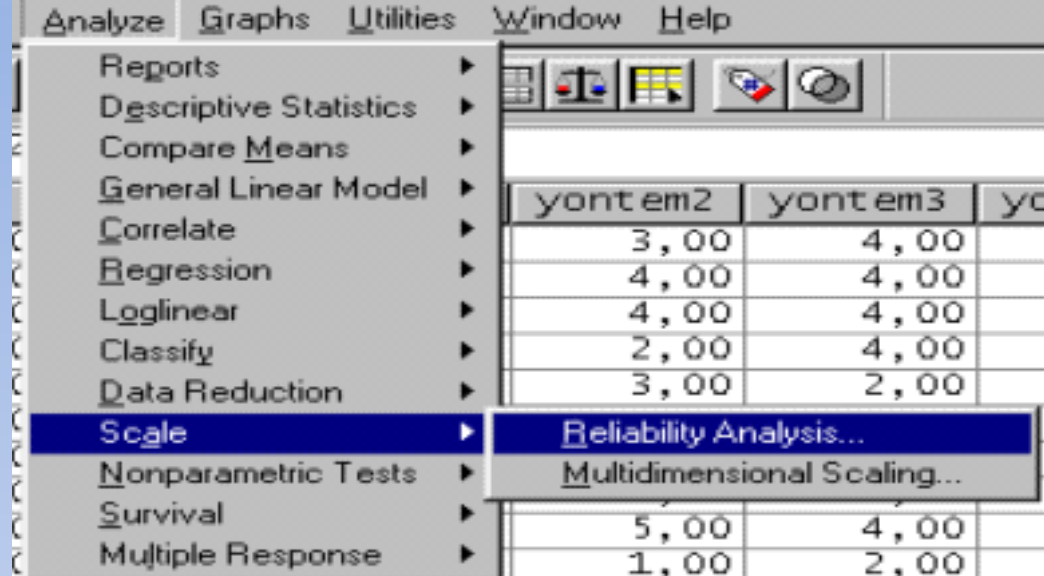 Analyze Graphs Utilities Window Help
Reports
Descriptive Statistics
Compare Means
General Linear Model
Correlate
Regression
Loglinear
Classify
Data Reduction
Scale
Nonparametric Tests
Survival
Multiple Response
Reliability Analysis...
Multidimensional Scaling...
yontem2 yontem3 yo
3,00 4,00
4,00 4,00
4,00 4,00
2,00 4,00
3,00 2,00
5,00 4,00
1,00 2,00